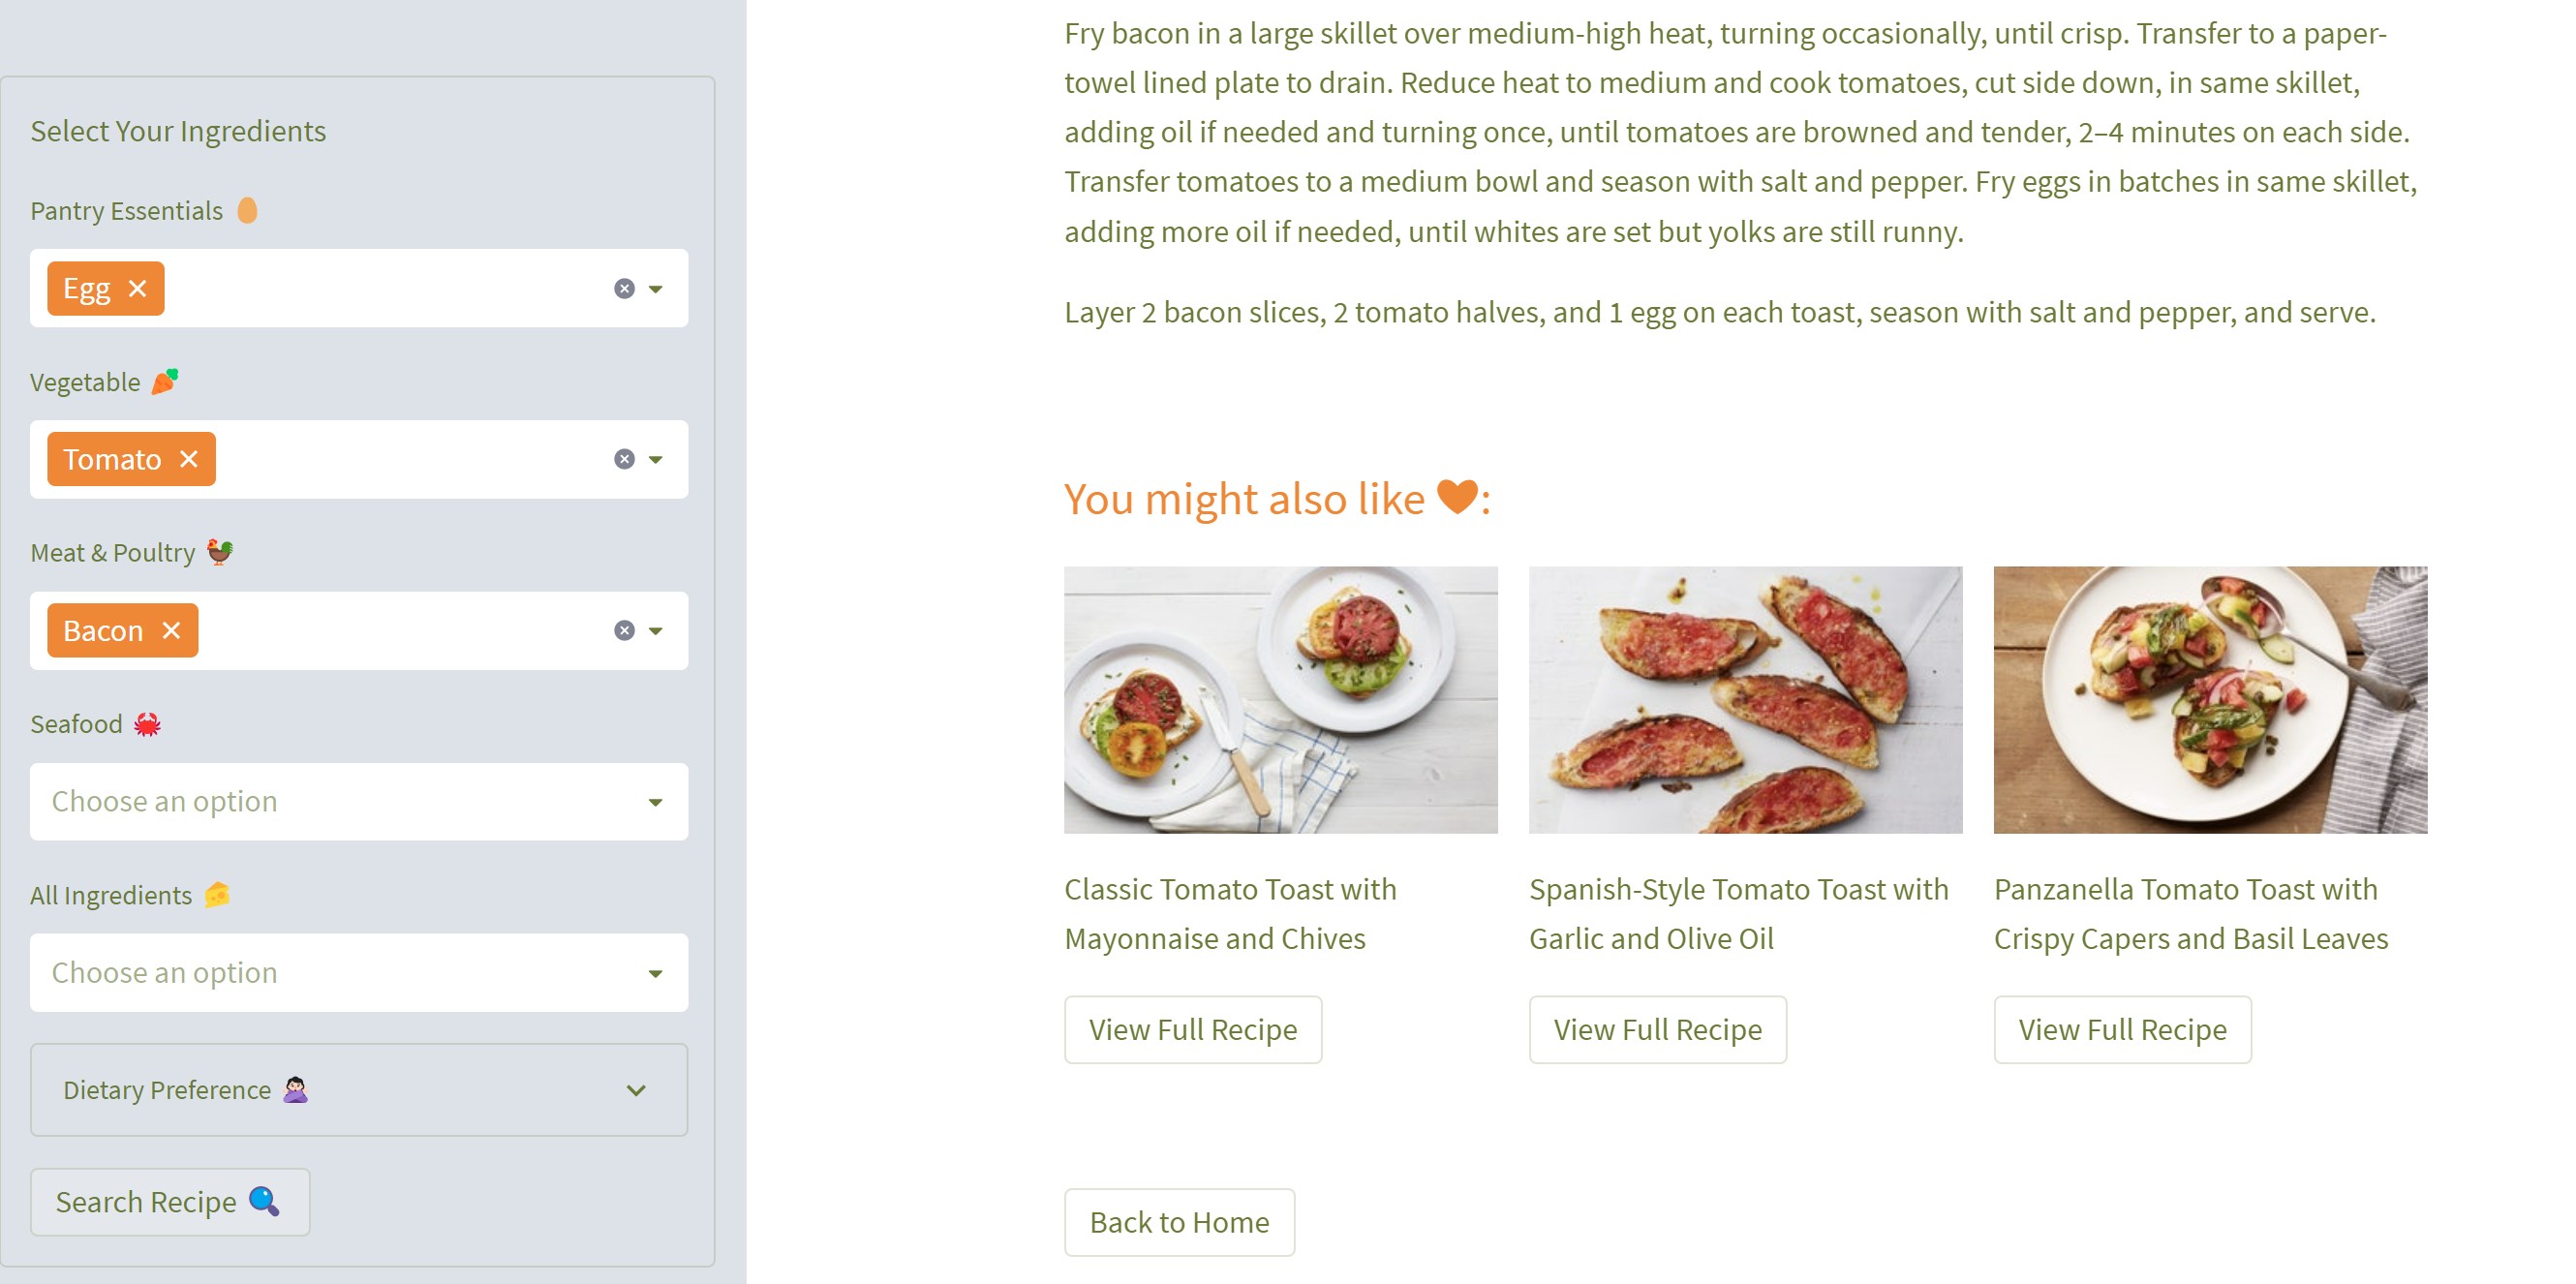 Select Your Ingredients
Pantry Essentials
Egg
Vegetable
Tomato
Meat & Poultry
Bacon
Seafood
Choose an option
All Ingredients
Choose an option
Dietary Preference
Search Recipe
Fry bacon in a large skillet over medium-high heat, turning occasionally, until crisp. Transfer to a paper-
towel lined plate to drain. Reduce heat to medium and cook tomatoes, cut side down, in same skillet,
adding oil if needed and turning once, until tomatoes are browned and tender, 2–4 minutes on each side.
Transfer tomatoes to a medium bowl and season with salt and pepper. Fry eggs in batches in same skillet,
adding more oil if needed, until whites are set but yolks are still runny.
Layer 2 bacon slices, 2 tomato halves, and 1 egg on each toast, season with salt and pepper, and serve.
You might also like 🧡:
Classic Tomato Toast with
Mayonnaise and Chives
View Full Recipe
Spanish-Style Tomato Toast with
Garlic and Olive Oil
View Full Recipe
Panzanella Tomato Toast with
Crispy Capers and Basil Leaves
View Full Recipe
Back to Home